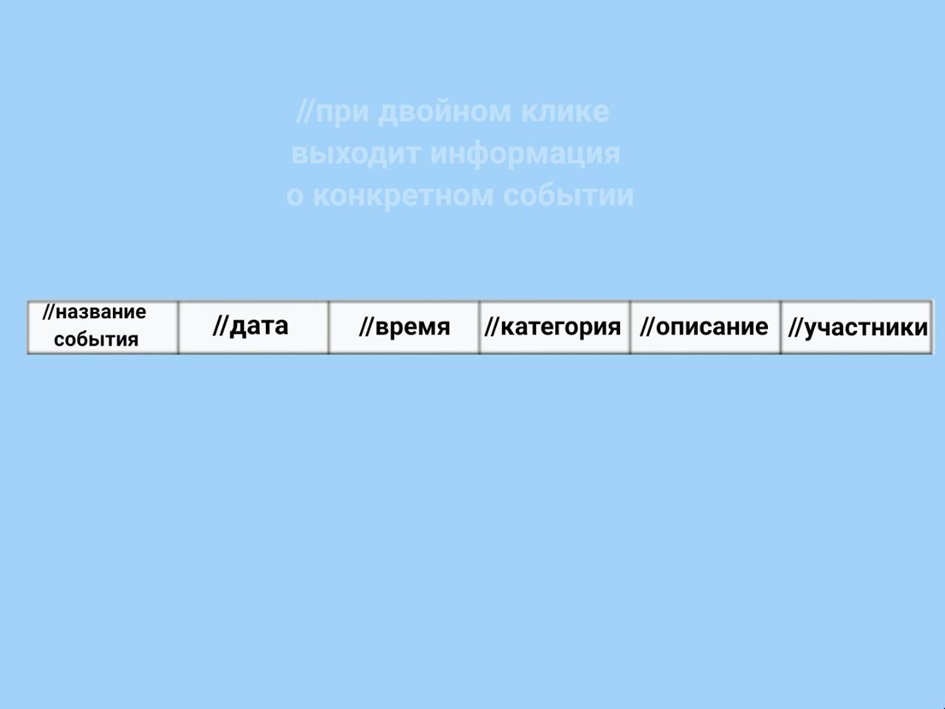 //при двойном клике
выходит информация
о конкретном событии
//название
события
//дата
//время
//категория
//описание
//участники